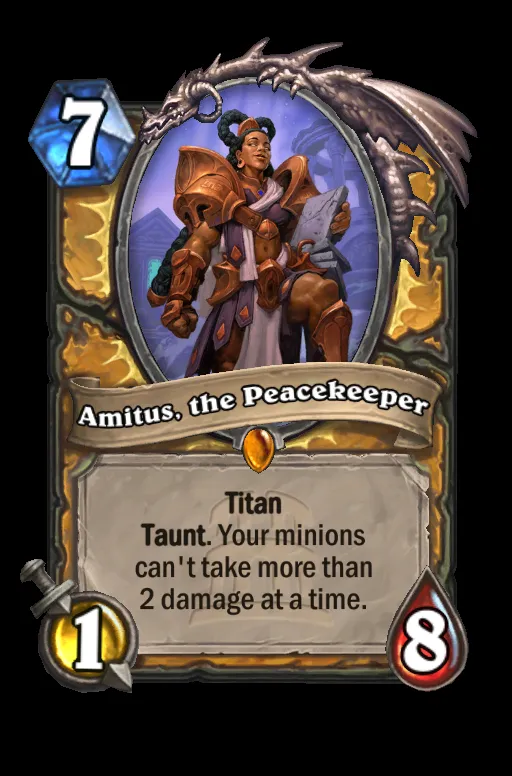 7
Amitus, the Peacekeeper
Titan
Taunt. Your minions
can't take more than
2 damage at a time.
1
8